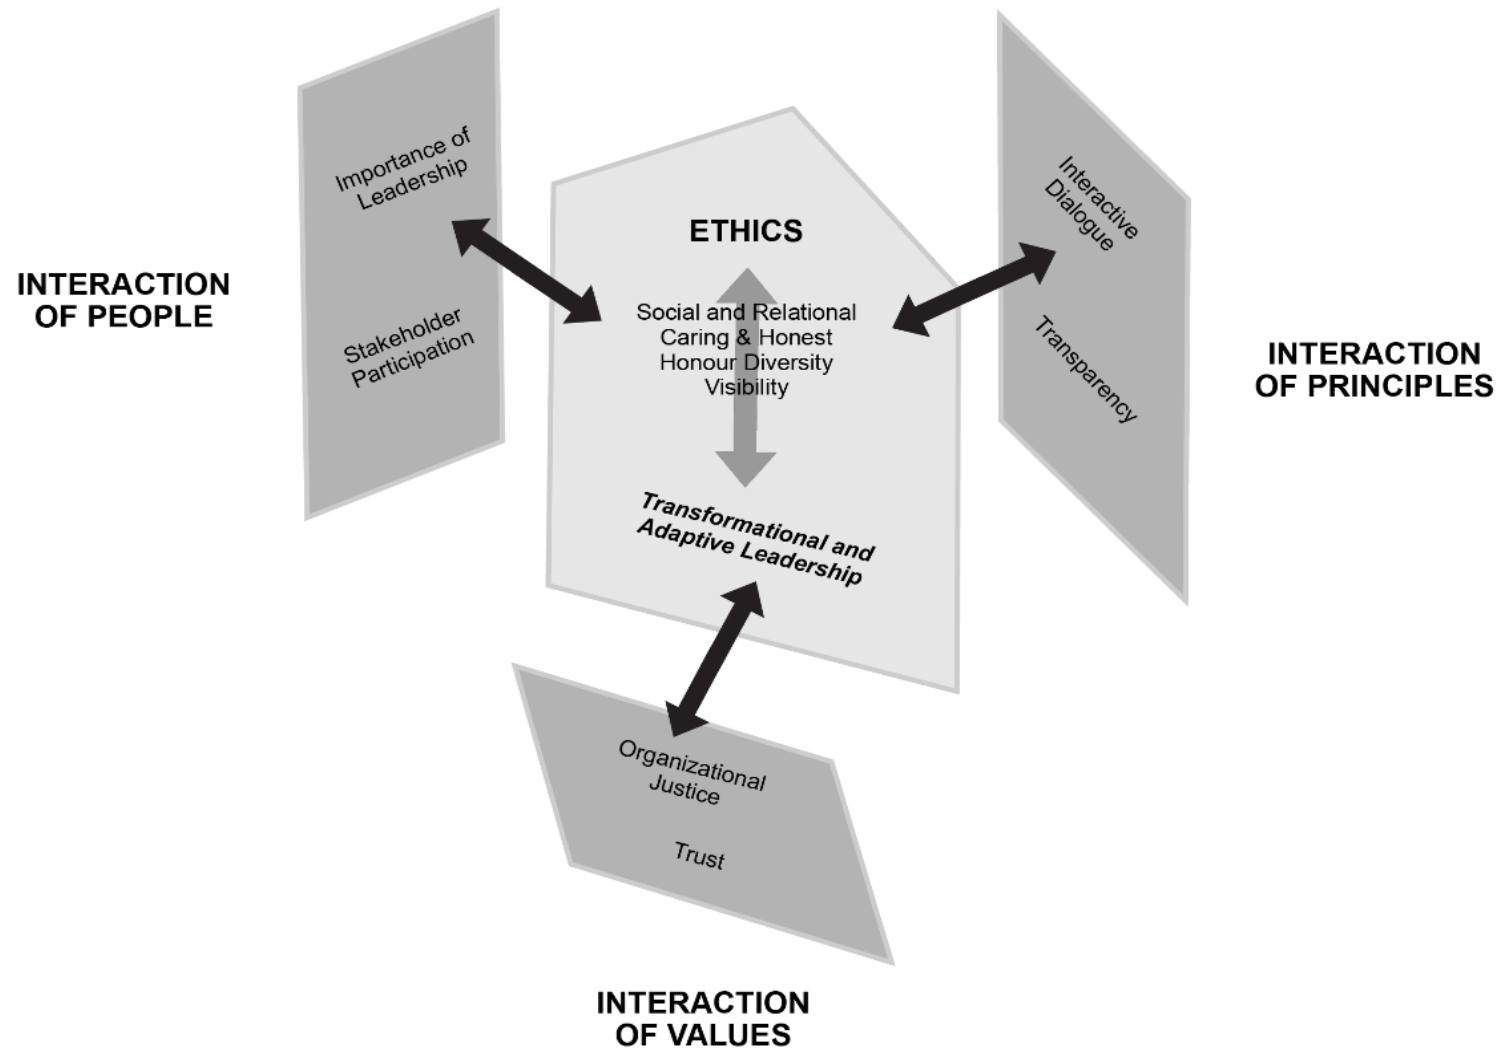 INTERACTION
OF PEOPLE
Importance of
Leadership
Stakeholder
Participation
ETHICS
Social and Relational
Caring & Honest
Honour Diversity
Visibility
Transformational and
Adaptive Leadership
Interactive
Dialogue
Transparency
INTERACTION
OF PRINCIPLES
Organizational
Justice
Trust
INTERACTION
OF VALUES